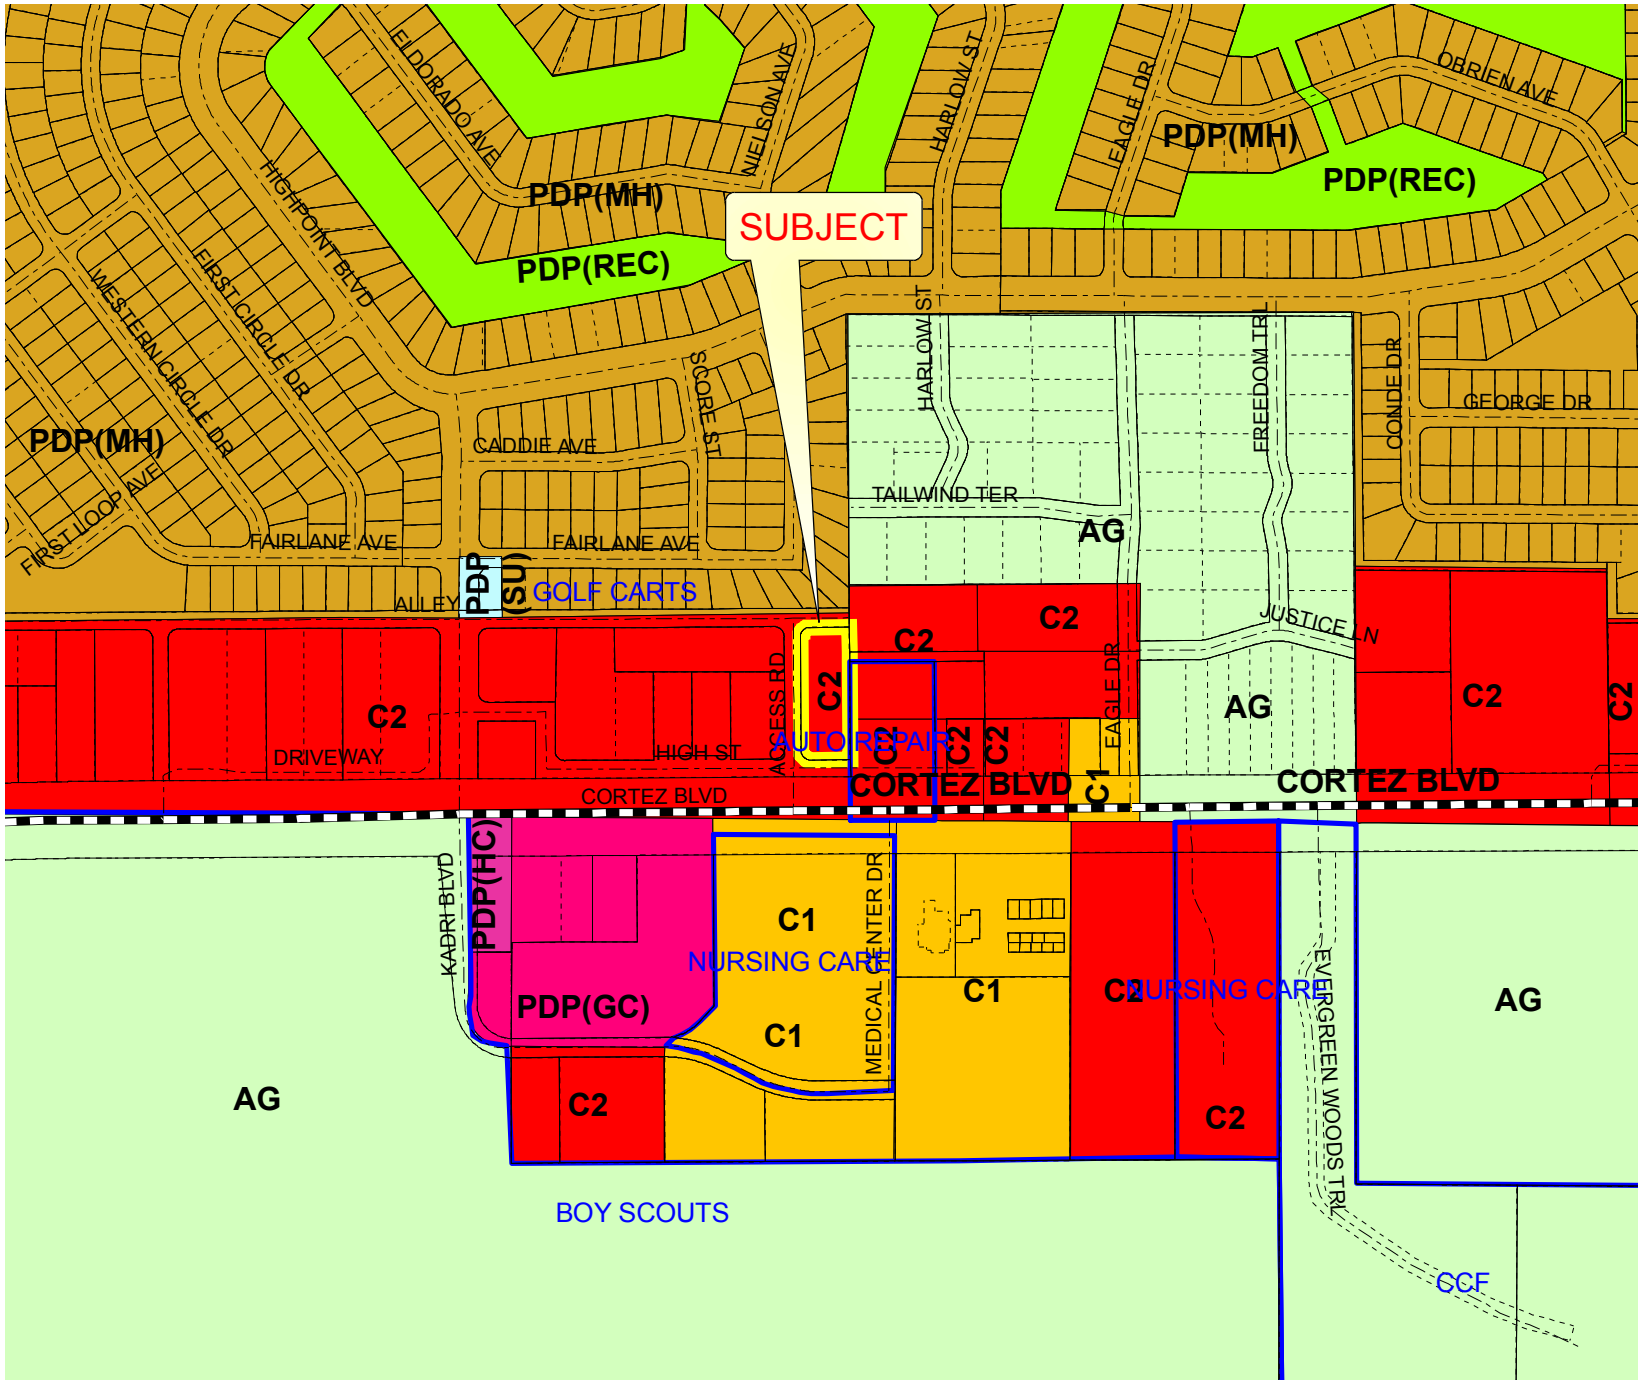 ELDORADO AVE
NIELSON AVE
HARLOW ST
EAGLE DR
OBRIEN AVE
PDP(MH)
PDP(REC)
HIGHPOINT BLVD
PDP(MH)
SUBJECT
PDP(REC)
FIRST CIRCLE DR
WESTERN CIRCLE DR
HARLOW ST
FREEDOM TRL
SCORE ST
CONDE DR
GEORGE DR
PDP(MH)
CADDIE AVE
TAILWIND TER
AG
FIRST LOOP AVE
FAIRLANE AVE
FAIRLANE AVE
PDP
(SU)
GOLF CARTS
ALLEY
C2
C2
JUSTICE LN
C2
ACCESS RD
EAGLE DR
C2
AG
C2
C2
DRIVEWAY
HIGH ST
AUTO REPAIR
C2
C2
C2
CORTEZ BLVD
CORTEZ BLVD
C1
CORTEZ BLVD
KADRI BLVD
PDP(HC)
C1
MEDICAL CENTER DR
NURSING CARE
C1
C2
NURSING CARE
EVERGREEN WOODS TRL
AG
PDP(GC)
C1
AG
C2
C2
BOY SCOUTS
CCF